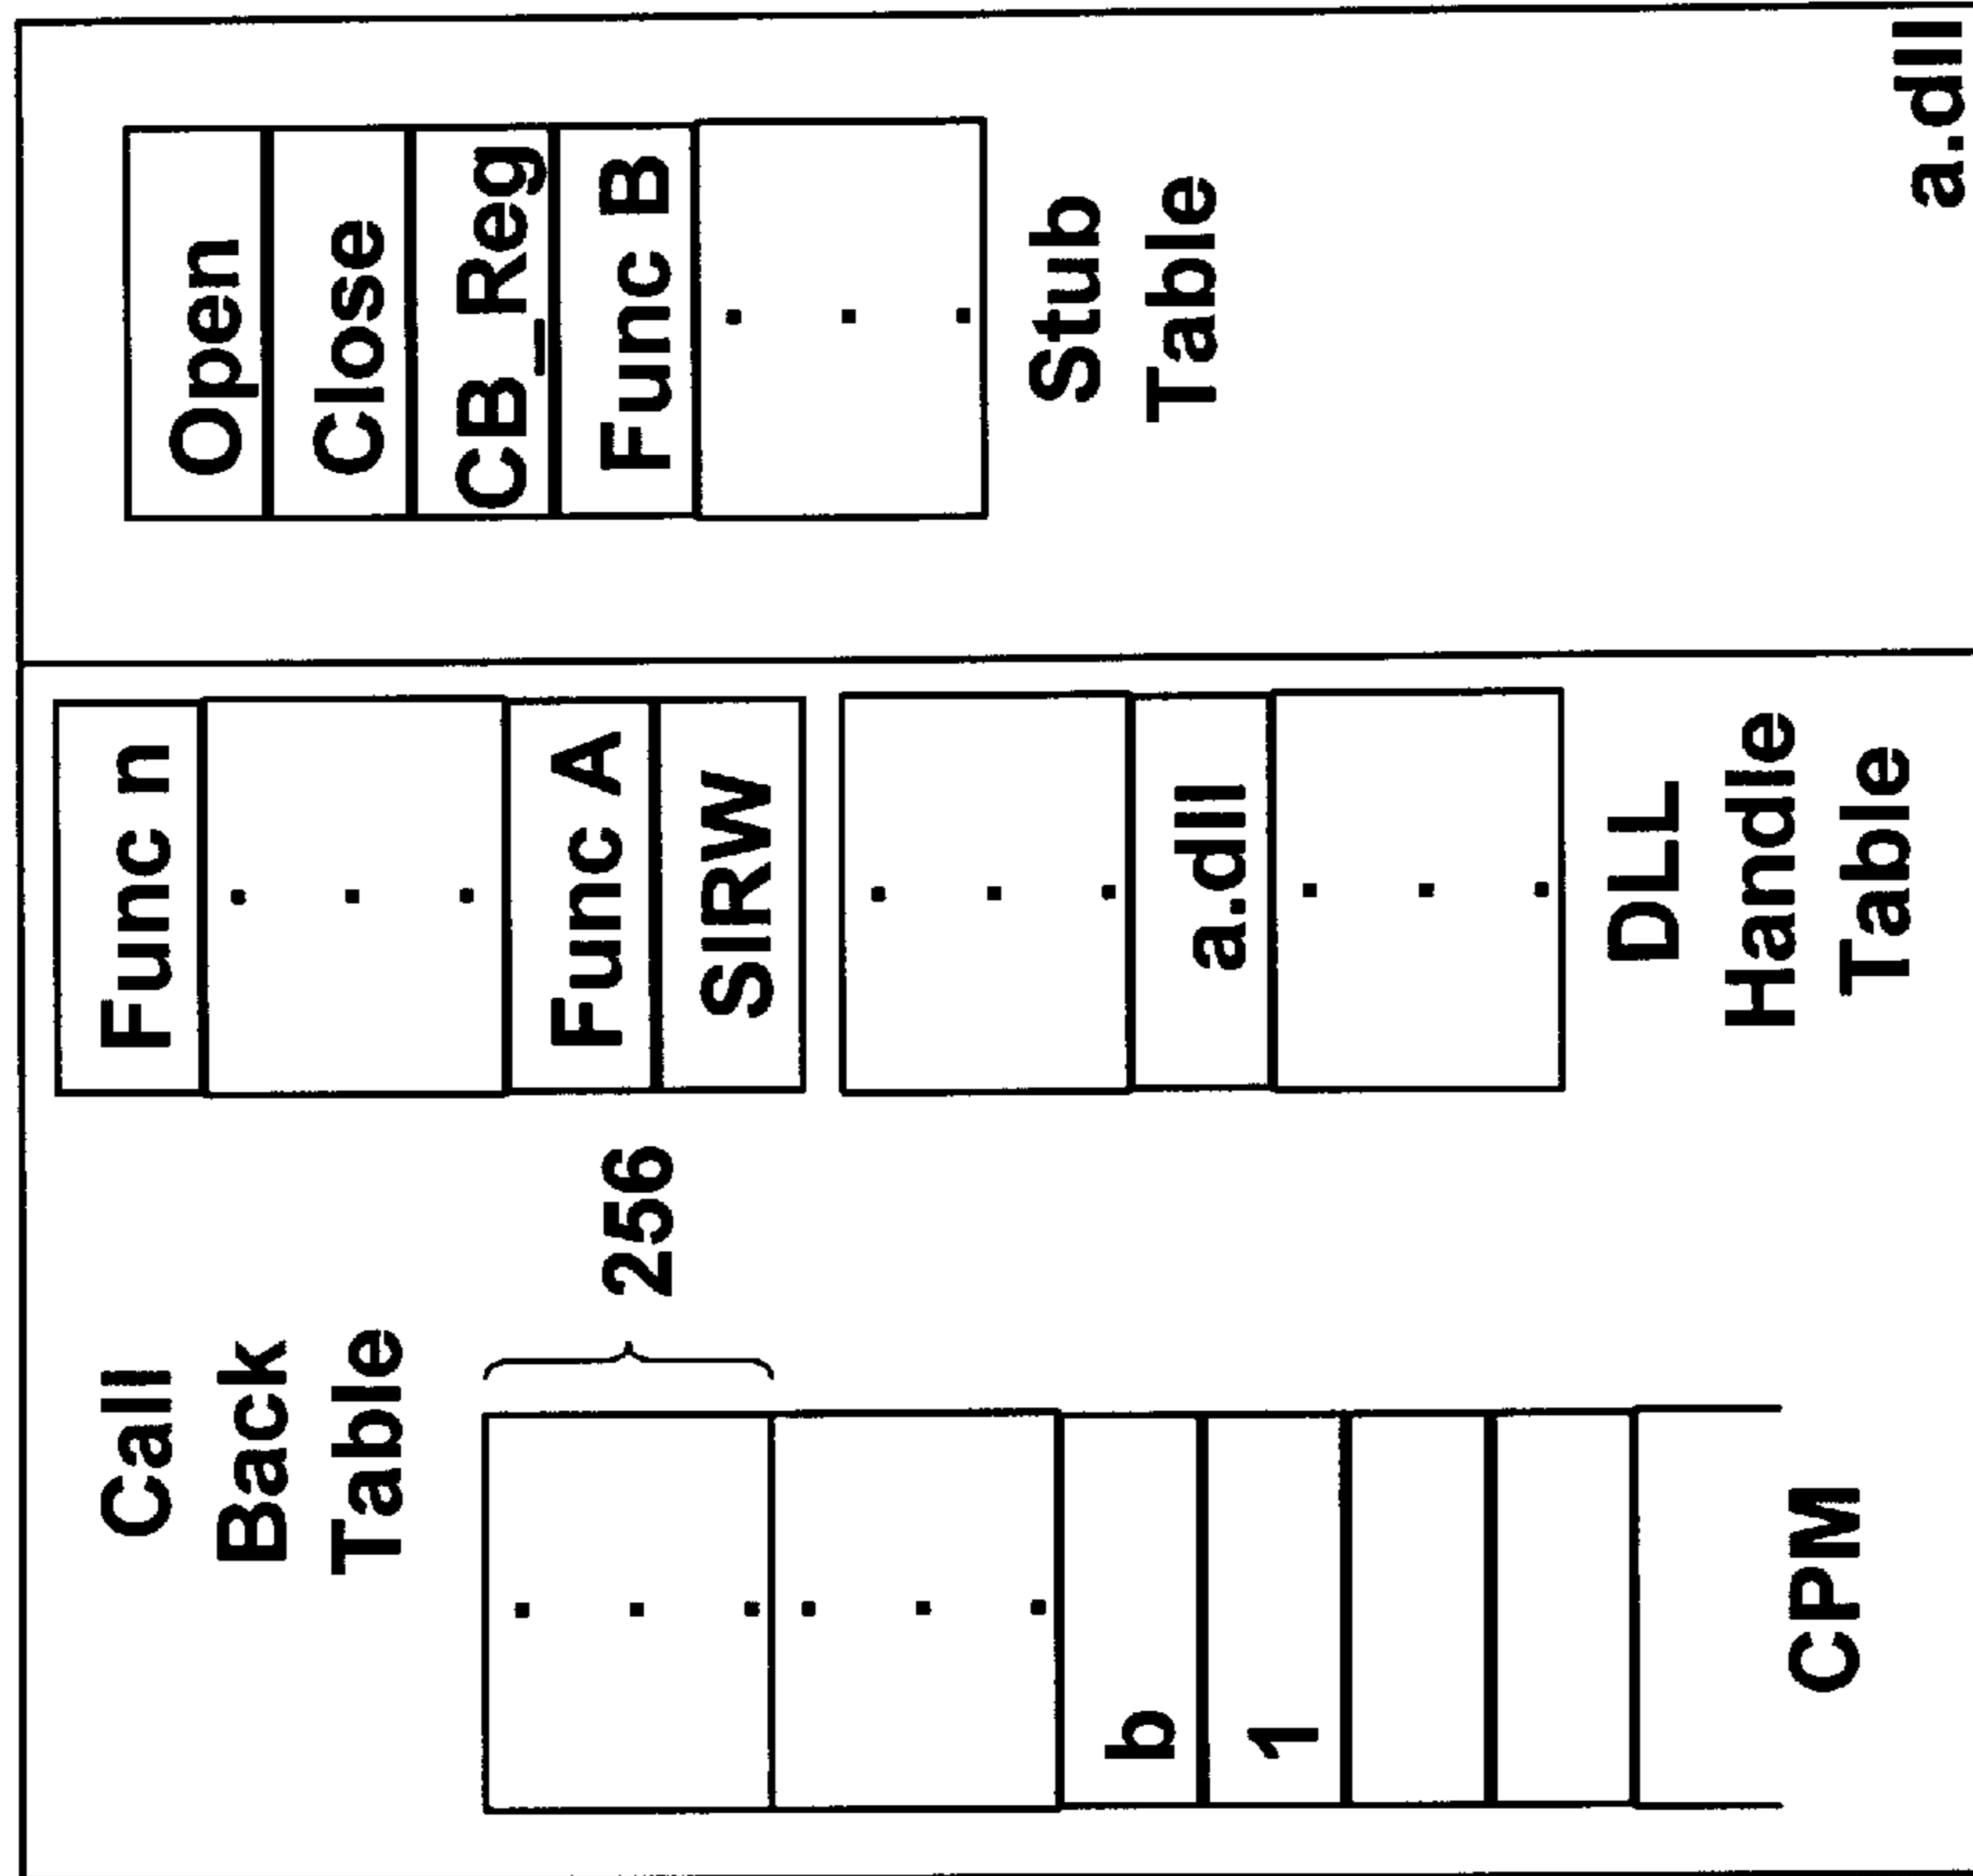 Call
Back
Table
256
b
1
CPM
Func n
Func A
SIRW
a.dll
DLL
Handle
Table
Open
Close
CB_Reg
Func B
Stub
Table
a.dll